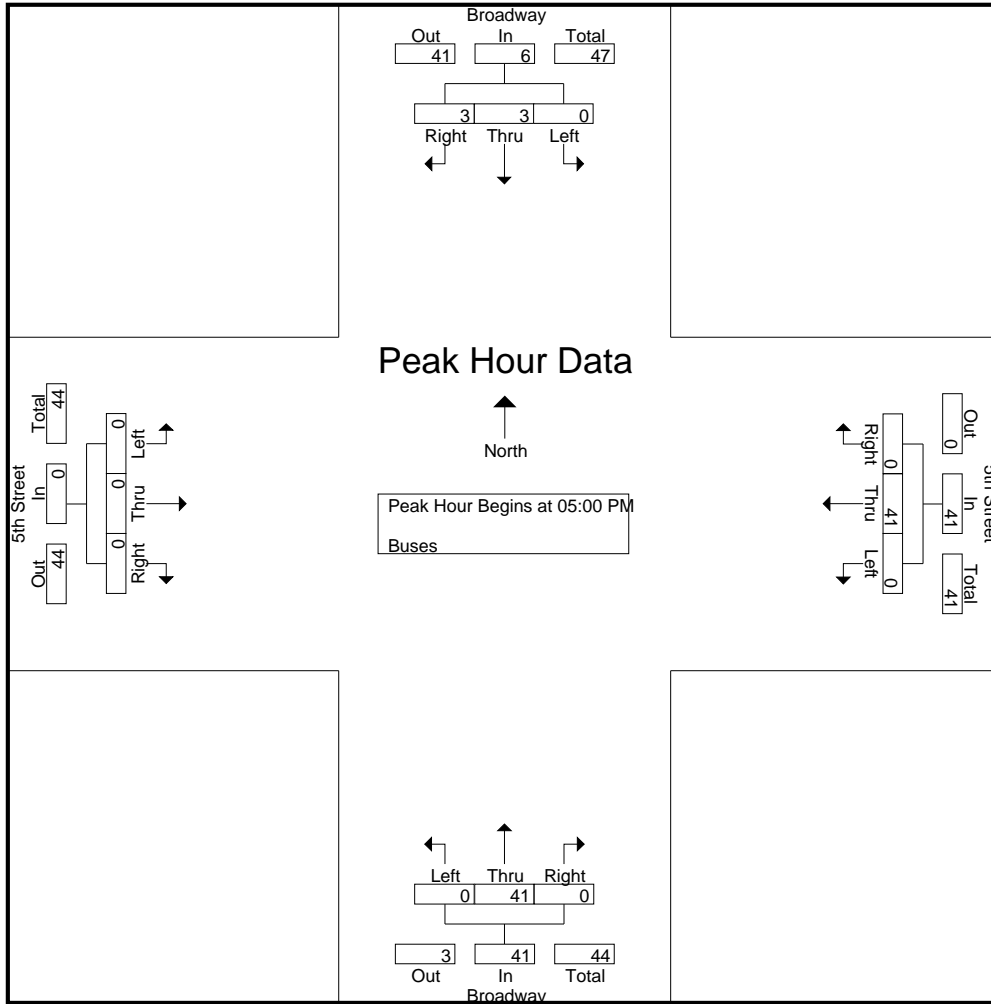 Broadway
Out In Total
41 6 47
3 3 0
Right Thru Left
Peak Hour Data
North
Peak Hour Begins at 05:00 PM
Buses
5th Street
Total In Out
44 0 44
0 0 0
Left Thru Right
Right Thru Left
0 41 0
Out In Total
0 41 41
5th Street
Left Thru Right
0 41 0
3 41 44
Out In Total
Broadway